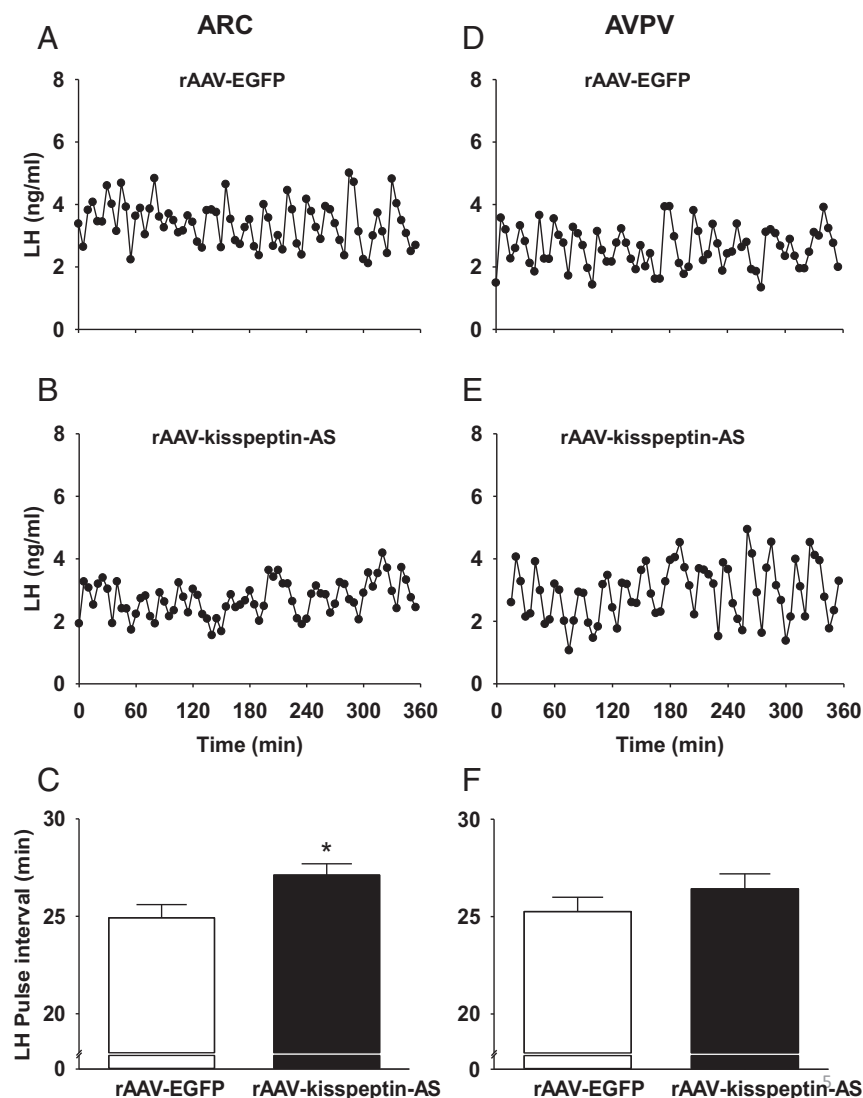 ARC
AVPV
A
rAAV-EGFP
8
6
4
2
0
LH (ng/ml)
D
rAAV-EGFP
8
6
4
2
0
B
rAAV-kisspeptin-AS
8
6
4
2
0
LH (ng/ml)
0 60 120 180 240 300 360
Time (min)
E
rAAV-kisspeptin-AS
8
6
4
2
0
0 60 120 180 240 300 360
Time (min)
C
30
25
20
0
LH Pulse interval (min)
*
rAAV-EGFP rAAV-kisspeptin-AS
F
30
25
20
0
rAAV-EGFP rAAV-kisspeptin-AS
5